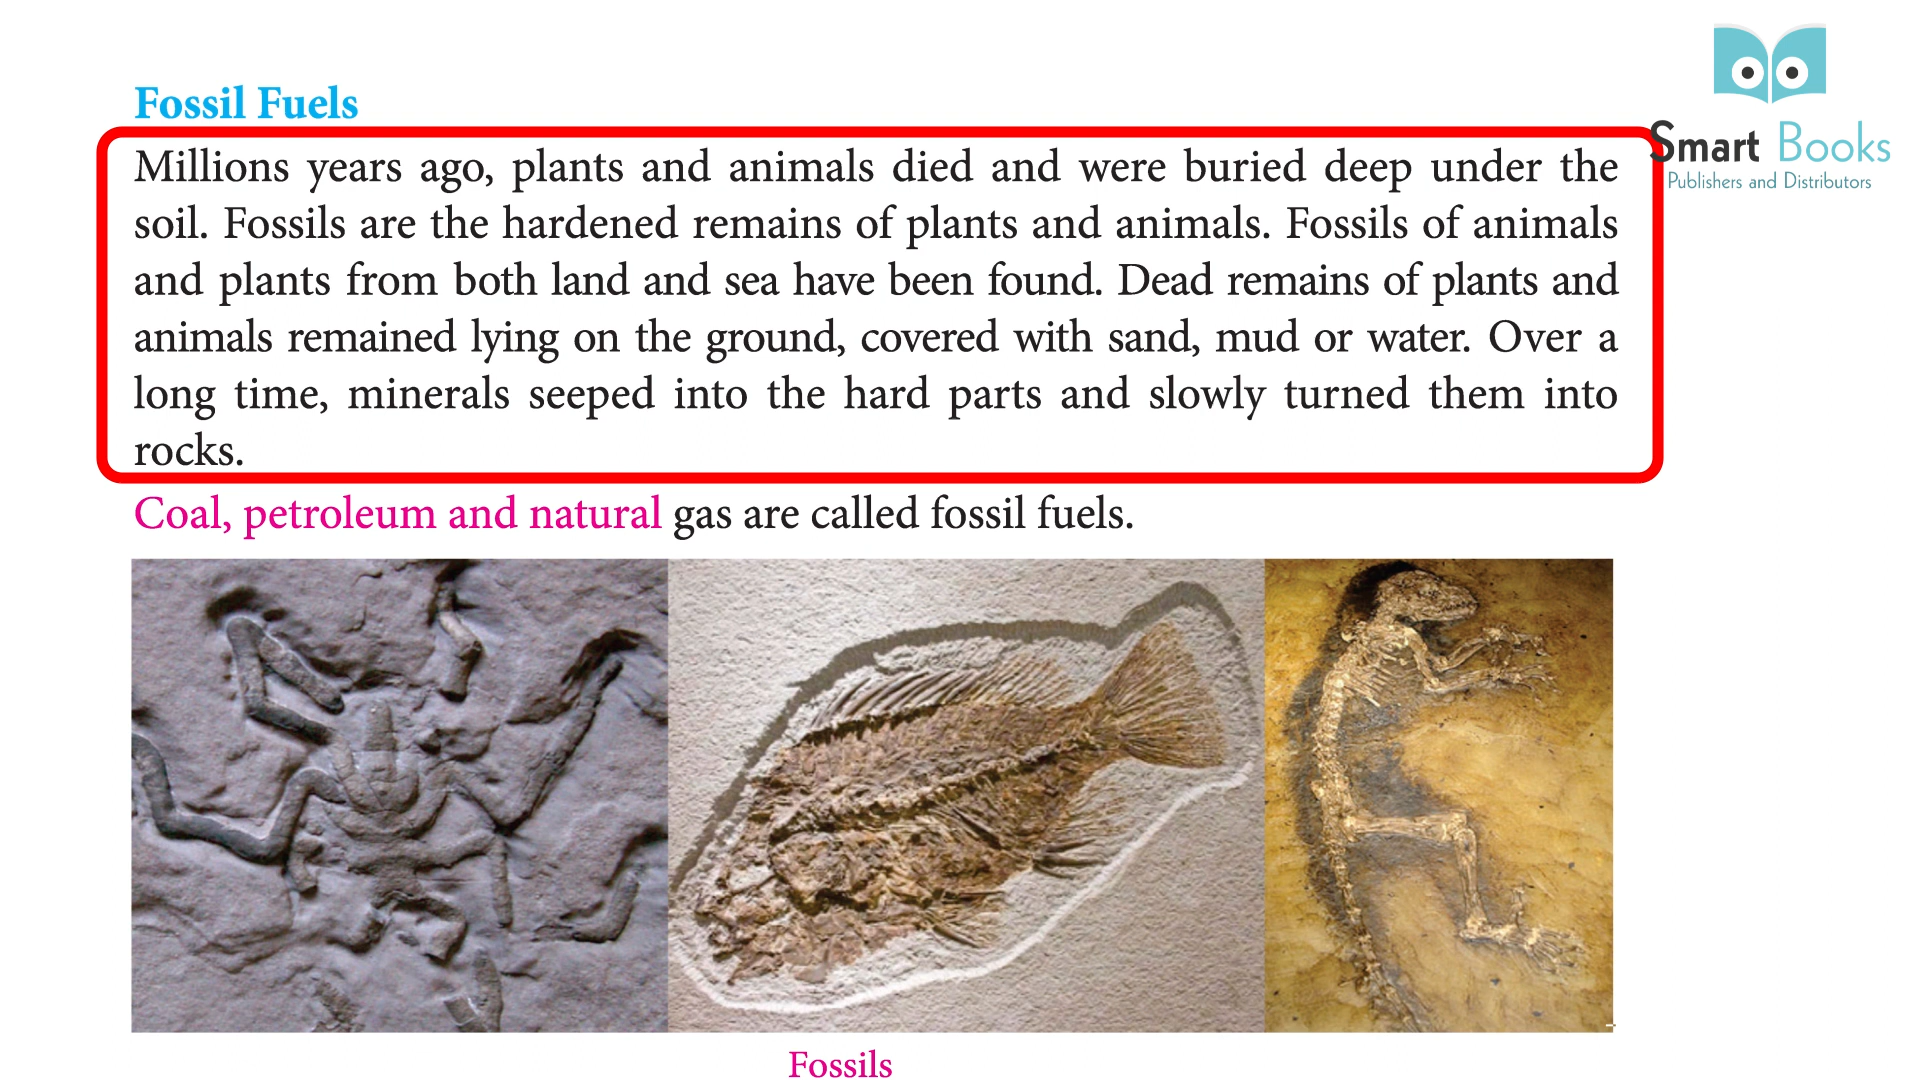 Fossil Fuels
Millions years ago, plants and animals died and were buried deep under the
soil. Fossils are the hardened remains of plants and animals. Fossils of animals
and plants from both land and sea have been found. Dead remains of plants and
animals remained lying on the ground, covered with sand, mud or water. Over a
long time, minerals seeped into the hard parts and slowly turned them into
rocks.
Coal, petroleum and natural gas are called fossil fuels.
Fossils
Smart Books
Publishers and Distributors